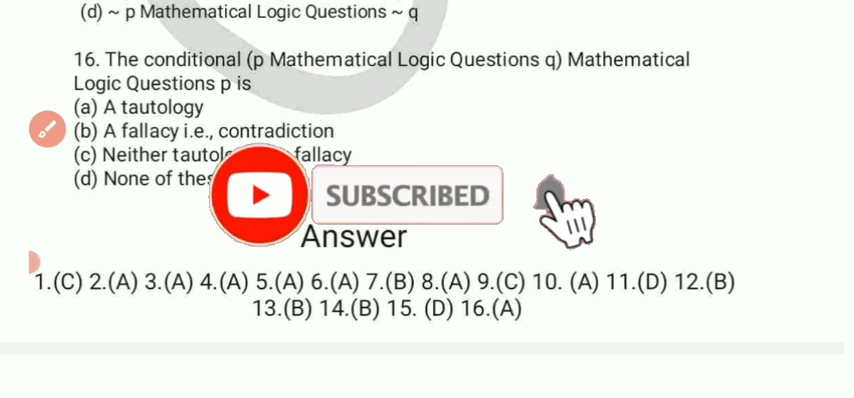 (d) ~ p Mathematical Logic Questions ~ q
16. The conditional (p Mathematical Logic Questions q) Mathematical
Logic Questions p is
(a) A tautology
(b) A fallacy i.e., contradiction
(c) Neither fallacy
(d) None of
SUBSCRIBED
Answer
1.(C) 2.(A) 3.(A) 4.(A) 5.(A) 6.(A) 7.(B) 8.(A) 9.(C) 10. (A) 11.(D) 12.(B)
13.(B) 14.(B) 15. (D) 16.(A)